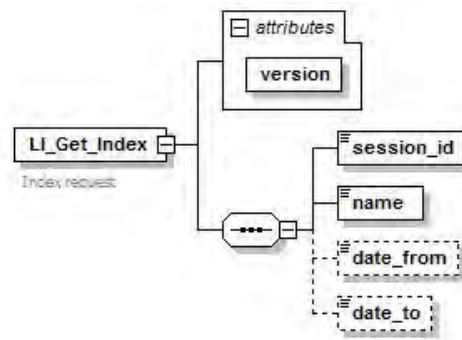 attributes
version
LI_Get_Index
Index request
session_id
name
date_from
date_to